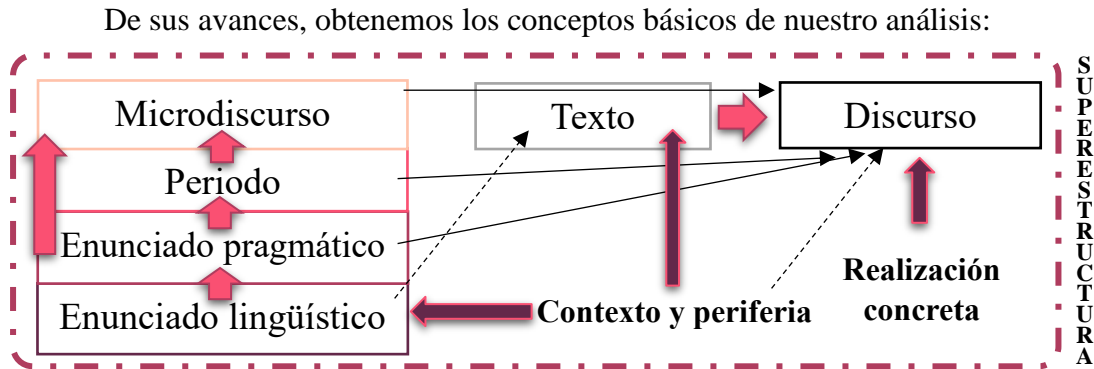 De sus avances, obtenemos los conceptos básicos de nuestro análisis:
Microdiscurso
Texto
Discurso
Periodo
Enunciado pragmático
Enunciado lingüístico
Contexto y periferia
Realización
concreta
SUPERESTRUCTURA